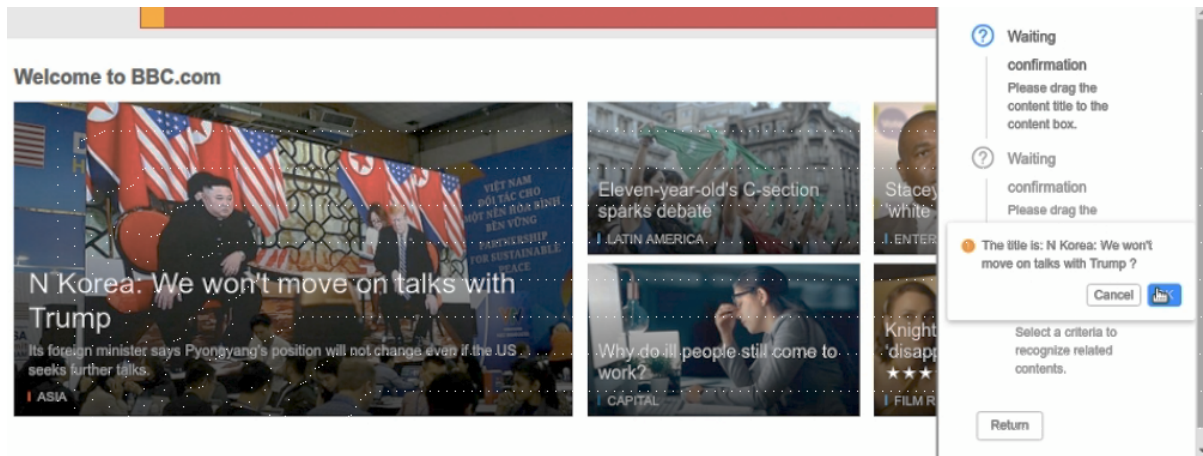 Welcome to BBC.com
VIET NAM
ĐỐI TÁC CHO
MỘT NỀN HÒA BÌNH
BỀN VỮNG
PARTNERSHIP
FOR SUSTAINABLE
PEACE
N Korea: We won't move on talks with
Trump
Its foreign minister says Pyongyang's position will not change even if the US
seeks further talks.
ASIA
Eleven-year-old's C-section
sparks debate
LATIN AMERICA
Why do ill people still come to
work?
CAPITAL
Stacey
'white
ENTER
Knight
'disapp
★★★
FILM R
Waiting
confirmation
Please drag the
content title to the
content box.
Waiting
confirmation
Please drag the
The title is: N Korea: We won't
move on talks with Trump ?
Cancel
Select a criteria to
recognize related
contents.
Return